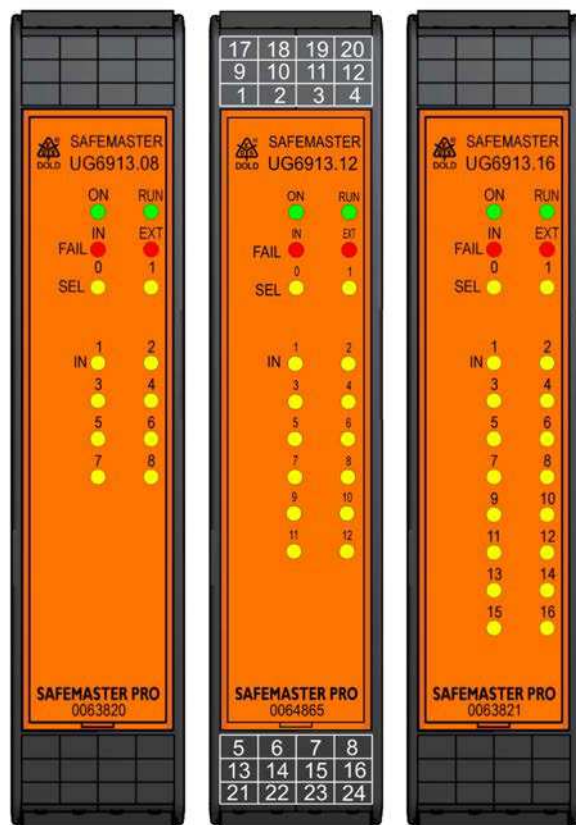 SAFEMASTER
UG6913.08
DOLD
ON RUN
IN EXT
FAIL
0 1
SEL
1 2
IN
3 4
5 6
7 8
SAFEMASTER PRO
0063820
17 18 19 20
9 10 11 12
1 2 3 4
SAFEMASTER
UG6913.12
DOLD
ON RUN
IN EXT
FAIL
0 1
SEL
1 2
IN
3 4
5 6
7 8
9 10
11 12
SAFEMASTER PRO
0064865
5 6 7 8
13 14 15 16
21 22 23 24
SAFEMASTER
UG6913.16
DOLD
ON RUN
IN EXT
FAIL
0 1
SEL
1 2
IN
3 4
5 6
7 8
9 10
11 12
13 14
15 16
SAFEMASTER PRO
0063821